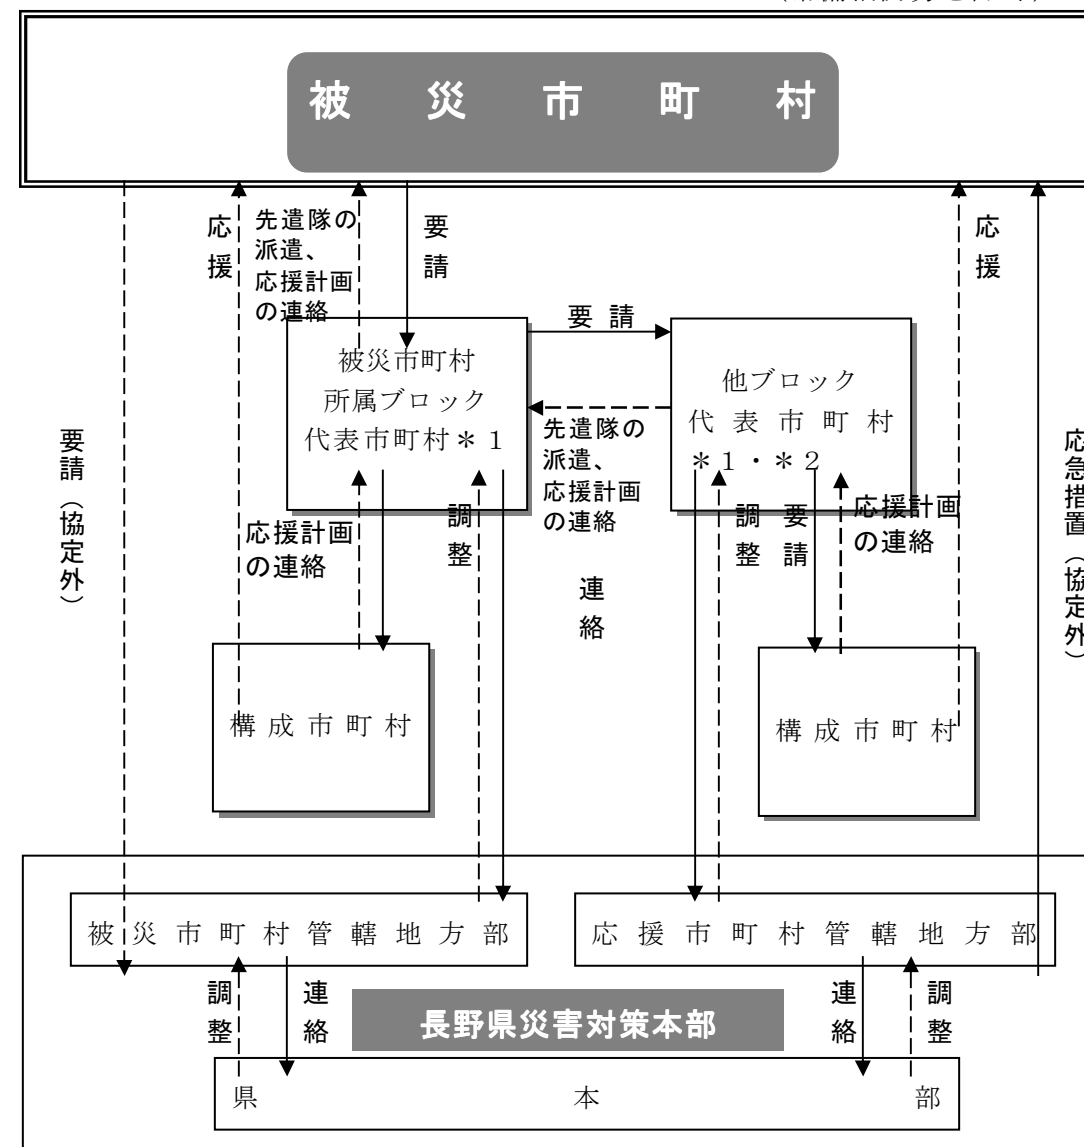 被災市町村
応援
先遣隊の
派遣、
応援計画
の連絡
要請
応援
要請
被災市町村
所属ブロック
代表市町村＊１
他ブロック
代表市町村
＊１・＊２
先遣隊の
派遣、
応援計画
の連絡
要請（協定外）
応急措置（協定外）
応援計画
の連絡
調整
調整
要請
応援計画
の連絡
連絡
構成市町村
構成市町村
被災市町村管轄地方部
応援市町村管轄地方部
調整
連絡
長野県災害対策本部
連絡
調整
県本部